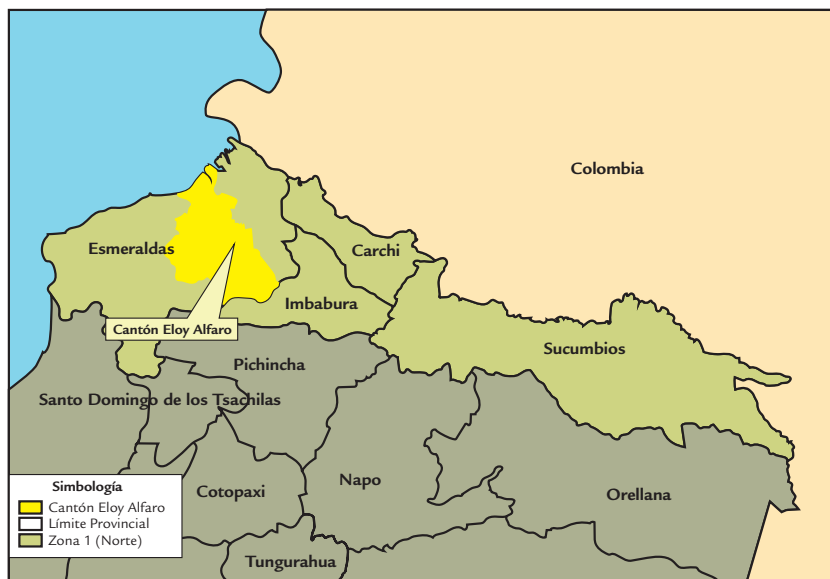 Colombia
Esmeraldas
Carchi
Imbabura
Cantón Eloy Alfaro
Sucumbios
Pichincha
Santo Domingo de los Tsachilas
Cotopaxi
Napo
Orellana
Tungurahua
Simbología
Cantón Eloy Alfaro
Límite Provincial
Zona 1 (Norte)